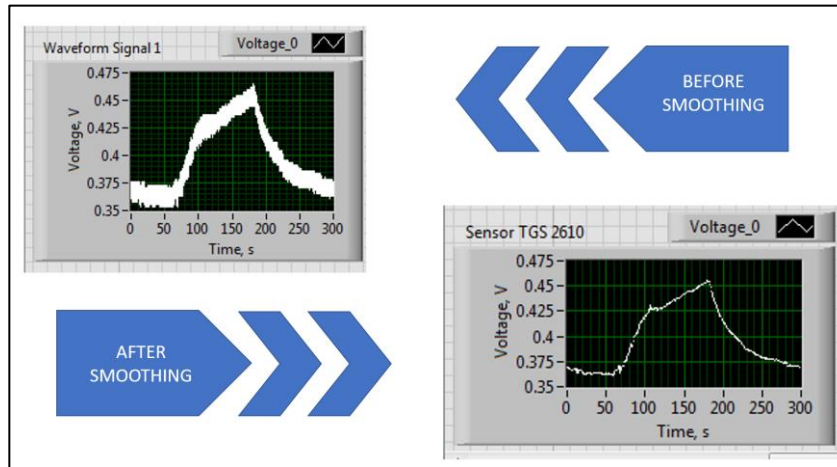 Waveform Signal 1
Voltage_0
0.475
0.45
0.425
0.4
0.375
0.35
Voltage, V
0 50 100 150 200 250 300
Time, s
BEFORE
SMOOTHING
AFTER
SMOOTHING
Sensor TGS 2610
Voltage_0
0.475
0.45
0.425
0.4
0.375
0.35
Voltage, V
0 50 100 150 200 250 300
Time, s